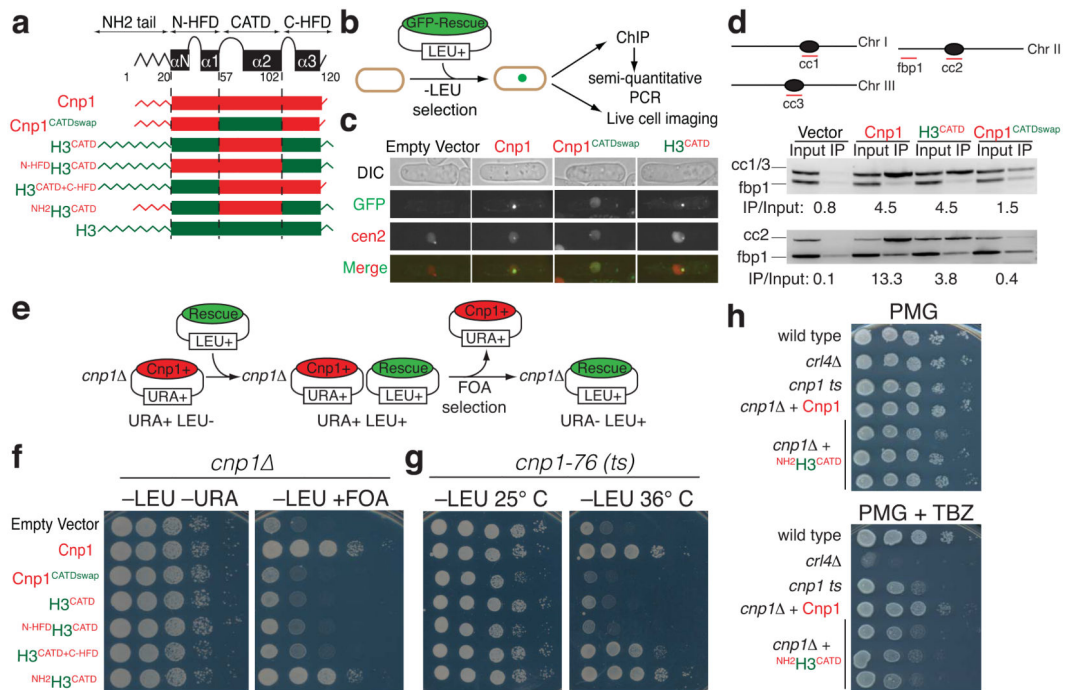 a
NH2 tail N-HFD CATD C-HFD
αN α1 α2 α3
1 20 57 102 120
Cnp1
Cnp1CATDswap
H3CATD
N-HFDH3CATD
H3CATD+C-HFD
NH2H3CATD
H3
b
GFP-Rescue
LEU+
-LEU
selection
ChIP
semi-quantitative
PCR
Live cell imaging
c
Empty Vector Cnp1 Cnp1CATDswap H3CATD
DIC
GFP
cen2
Merge
d
Chr I
cc1
Chr II
fbp1 cc2
Chr III
cc3
Vector Cnp1 H3CATD Cnp1CATDswap
Input IP Input IP Input IP Input IP
cc1/3
fbp1
IP/Input: 0.8 4.5 4.5 1.5
cc2
fbp1
IP/Input: 0.1 13.3 3.8 0.4
e
cnp1Δ
Cnp1+
URA+
URA+ LEU-
Rescue
LEU+
cnp1Δ
Cnp1+
URA+
Rescue
LEU+
URA+ LEU+
Cnp1+
URA+
FOA
selection
cnp1Δ
Rescue
LEU+
URA- LEU+
f
cnp1Δ
–LEU –URA –LEU +FOA
Empty Vector
Cnp1
Cnp1CATDswap
H3CATD
N-HFDH3CATD
H3CATD+C-HFD
NH2H3CATD
g
cnp1-76 (ts)
–LEU 25° C –LEU 36° C
h
PMG
wild type
crl4Δ
cnp1 ts
cnp1Δ + Cnp1
cnp1Δ +
NH2H3CATD
PMG + TBZ
wild type
crl4Δ
cnp1 ts
cnp1Δ + Cnp1
cnp1Δ +
NH2H3CATD